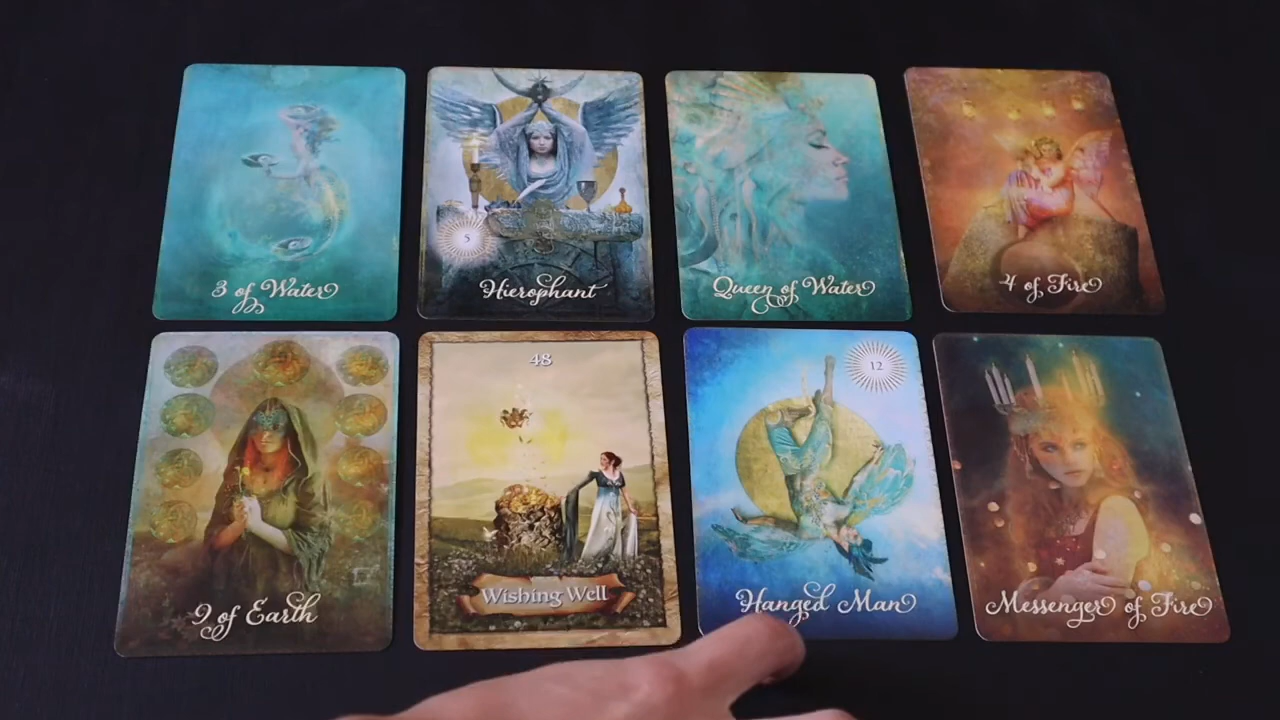 3 of Water
5
Hierophant
Queen of Water
4 of Fire
9 of Earth
48
Wishing Well
12
Hanged Man
Messenger of Fire